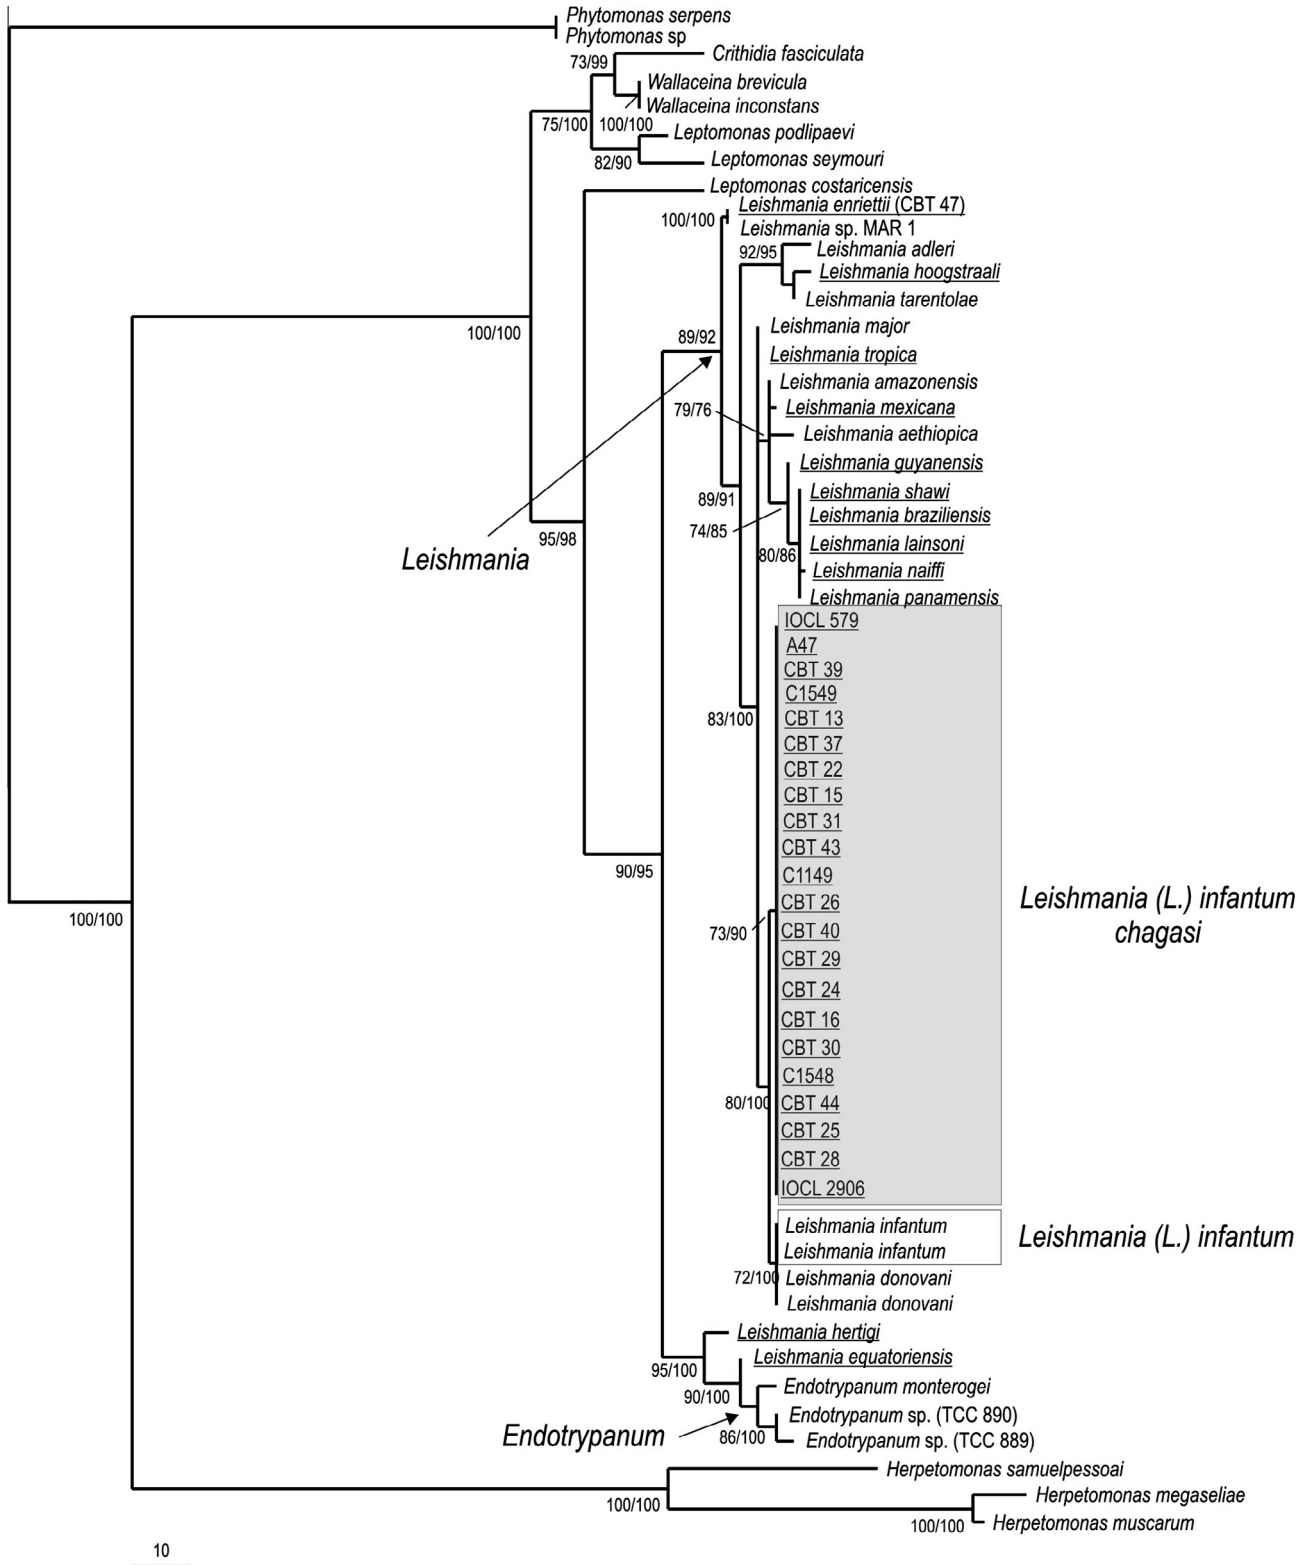 Phytomonas serpens
Phytomonas sp
Crithidia fasciculata
73/99
Wallaceina brevicula
Wallaceina inconstans
75/100
100/100
Leptomonas podlipaevi
82/90
Leptomonas seymouri
Leptomonas costaricensis
Leishmania enriettii (CBT 47)
100/100
Leishmania sp. MAR 1
92/95
Leishmania adleri
Leishmania hoogstraali
Leishmania tarentolae
Leishmania major
100/100
89/92
Leishmania tropica
Leishmania amazonensis
79/76
Leishmania mexicana
Leishmania aethiopica
Leishmania guyanensis
89/91
Leishmania shawi
Leishmania braziliensis
74/85
95/98
Leishmania lainsoni
80/86
Leishmania
Leishmania naiffi
Leishmania panamensis
IOCL 579
A47
CBT 39
C1549
83/100
CBT 13
CBT 37
CBT 22
CBT 15
CBT 31
CBT 43
90/95
C1149
CBT 26
Leishmania (L.) infantum
chagasi
100/100
73/90
CBT 40
CBT 29
CBT 24
CBT 16
CBT 30
C1548
80/100
CBT 44
CBT 25
CBT 28
IOCL 2906
Leishmania infantum
Leishmania (L.) infantum
Leishmania infantum
72/100
Leishmania donovani
Leishmania donovani
Leishmania hertigi
Leishmania equatoriensis
95/100
Endotrypanum monterogei
90/100
Endotrypanum sp. (TCC 890)
Endotrypanum
86/100
Endotrypanum sp. (TCC 889)
Herpetomonas samuelpessoai
Herpetomonas megaseliae
100/100
Herpetomonas muscarum
100/100
10